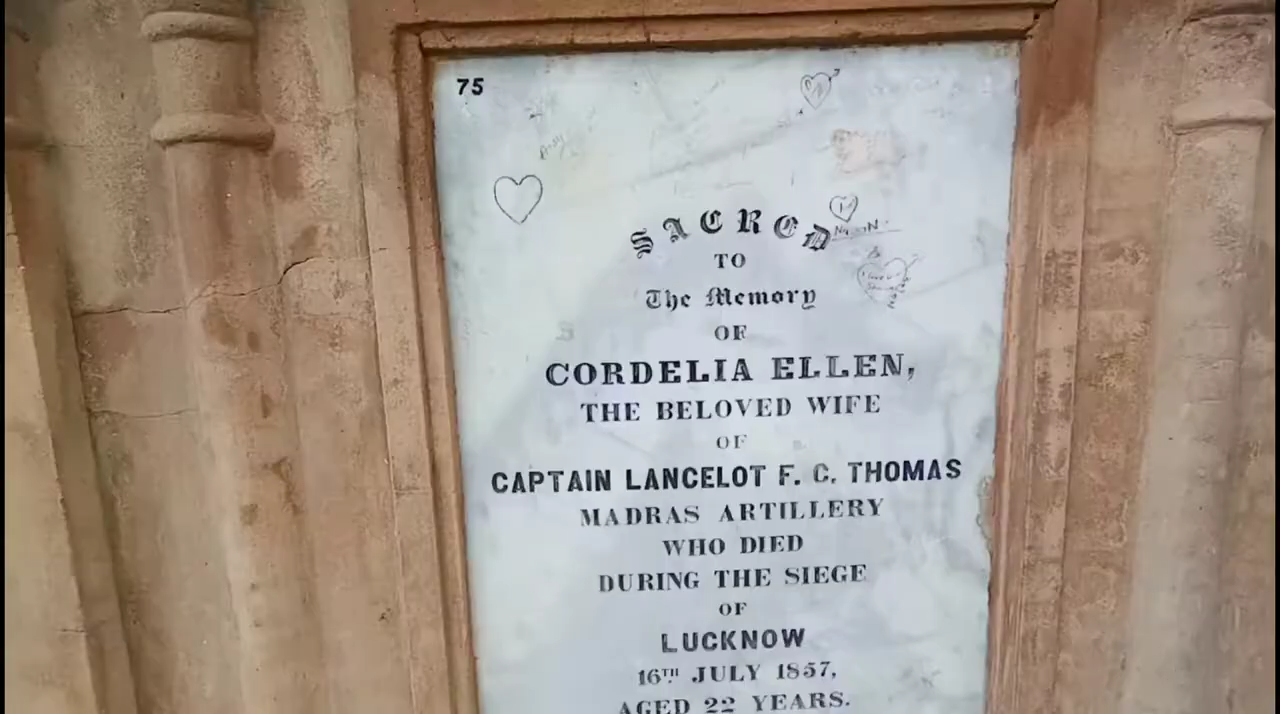 75
SACRED
TO
The Memory
OF
CORDELIA ELLEN,
THE BELOVED WIFE
OF
CAPTAIN LANCELOT F. C. THOMAS
MADRAS ARTILLERY
WHO DIED
DURING THE SIEGE
OF
LUCKNOW
16TH JULY 1857,
AGED 22 YEARS.